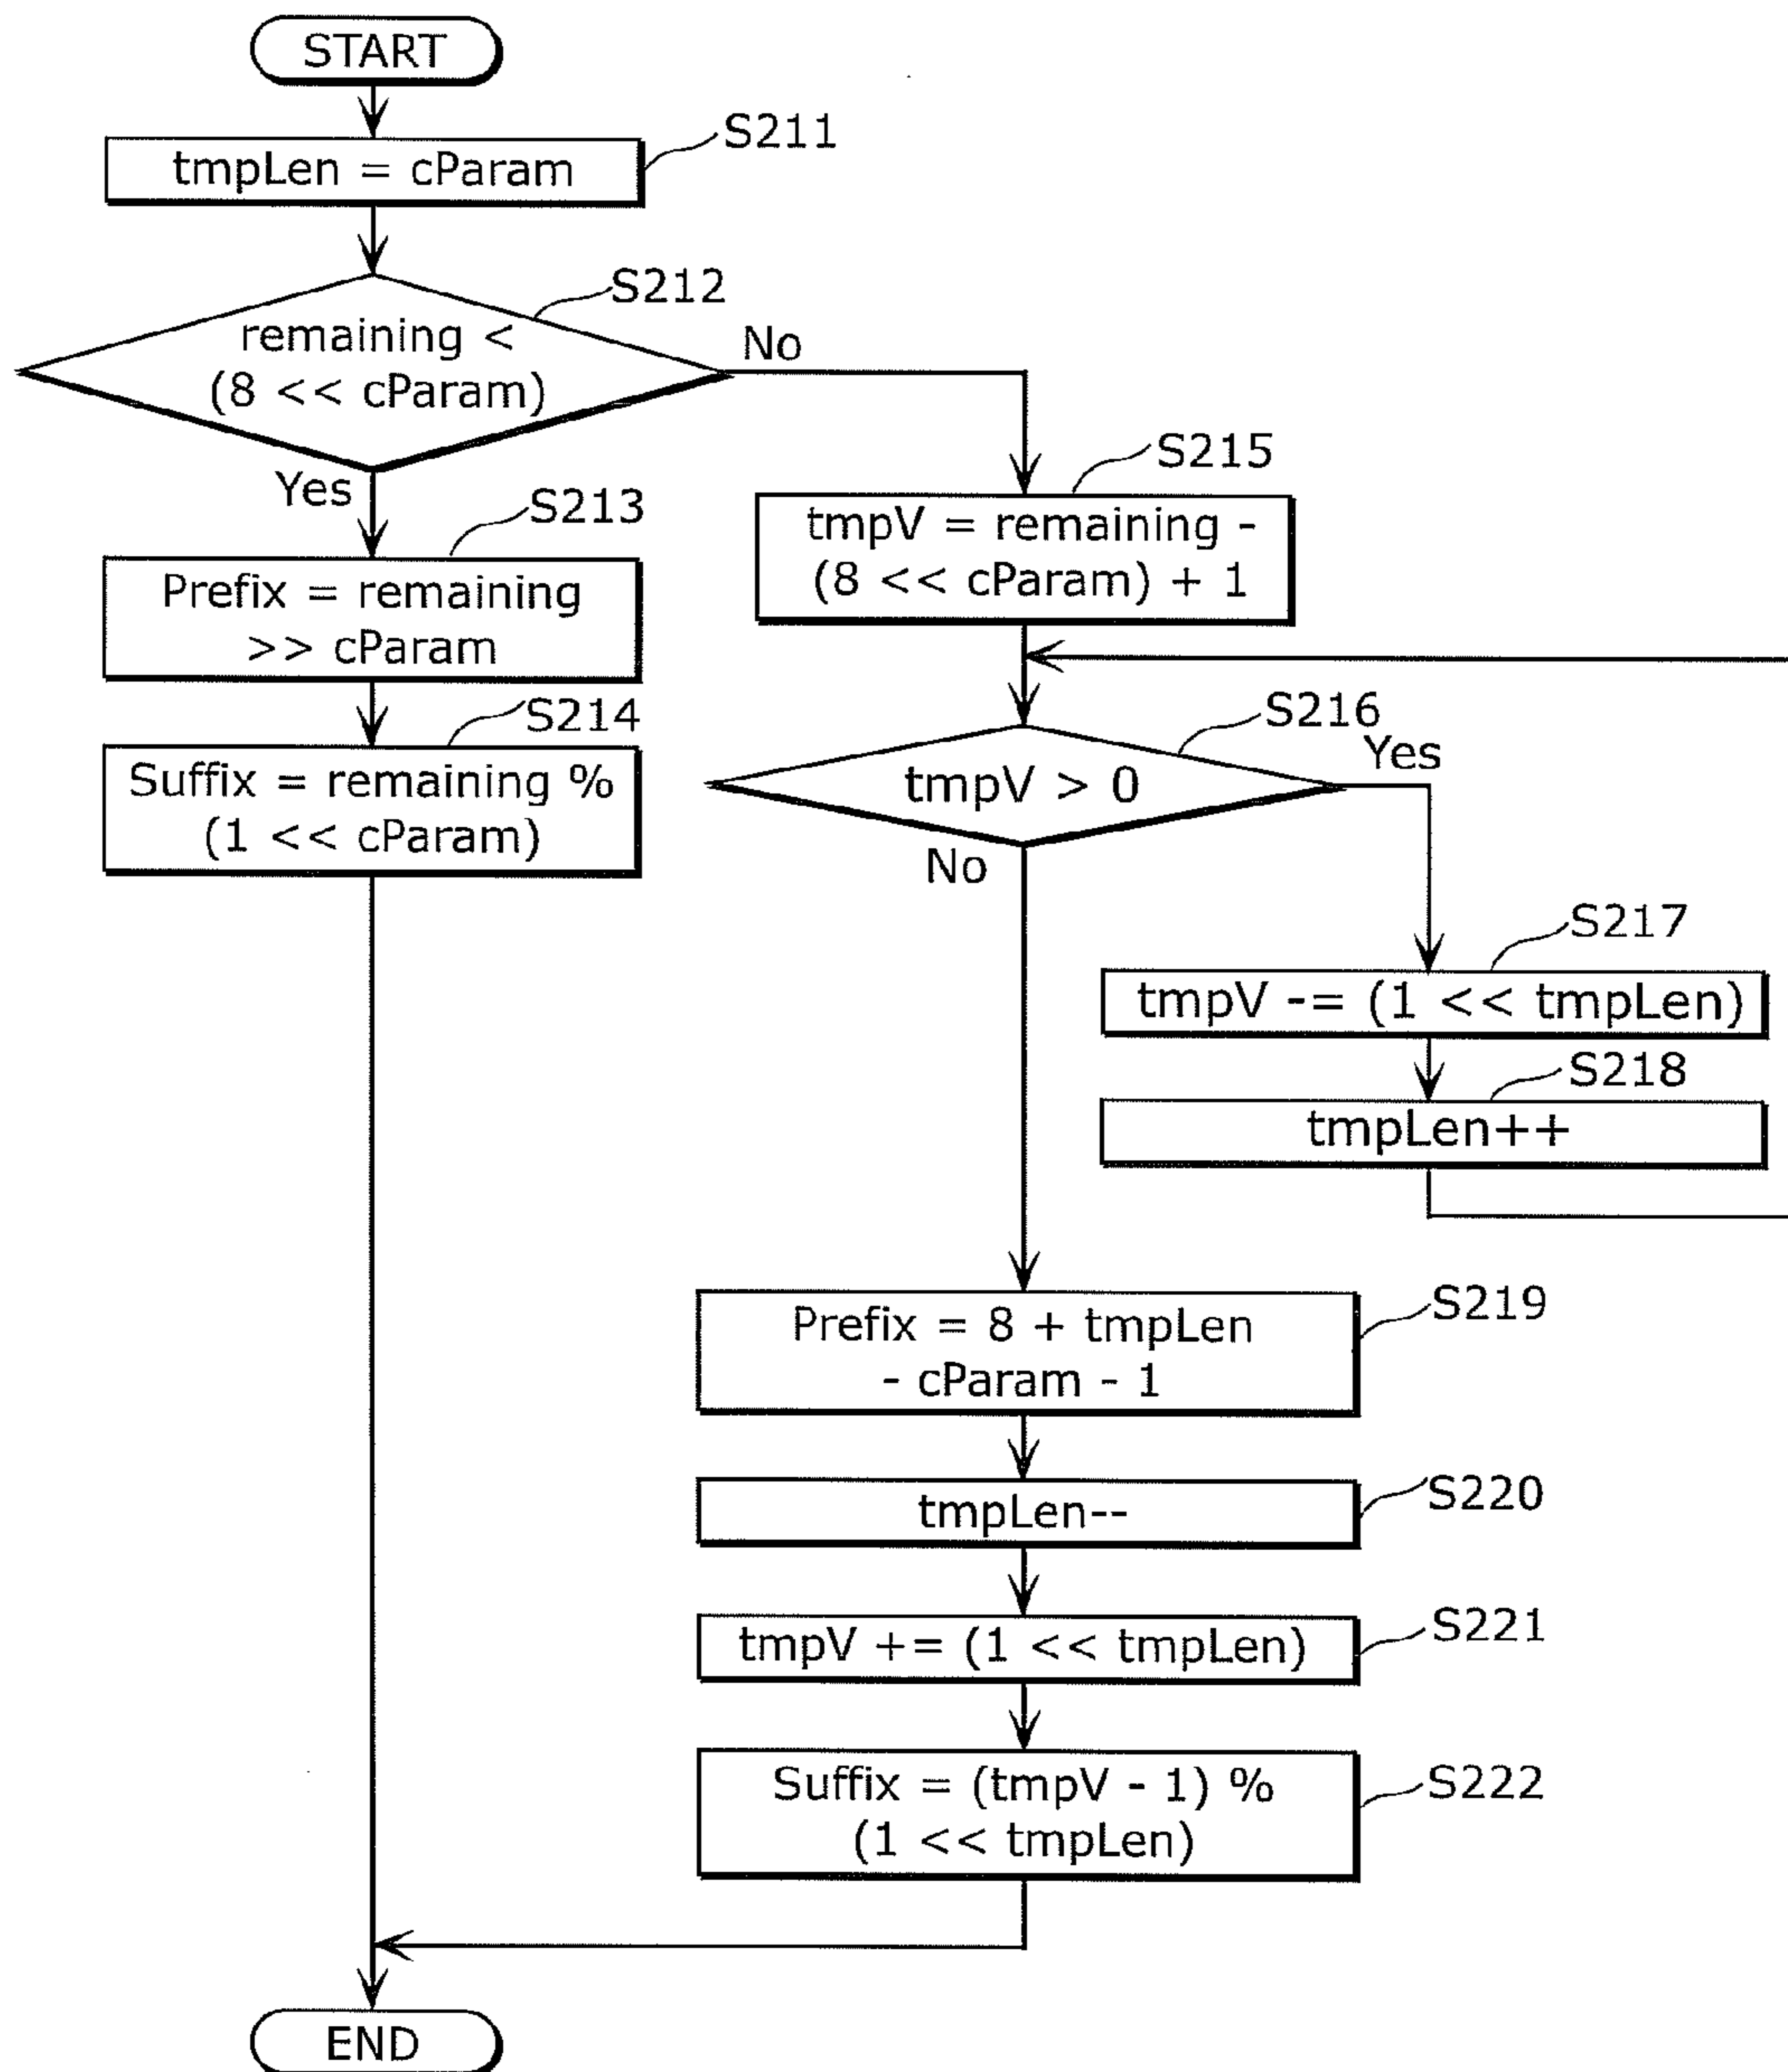 START
S211
tmpLen = cParam
S212
remaining <
(8 << cParam)
No
Yes
S213
Prefix = remaining
>> cParam
S214
Suffix = remaining %
(1 << cParam)
S215
tmpV = remaining -
(8 << cParam) + 1
S216
tmpV > 0
Yes
No
S217
tmpV -= (1 << tmpLen)
S218
tmpLen++
S219
Prefix = 8 + tmpLen
- cParam - 1
S220
tmpLen--
S221
tmpV += (1 << tmpLen)
S222
Suffix = (tmpV - 1) %
(1 << tmpLen)
END